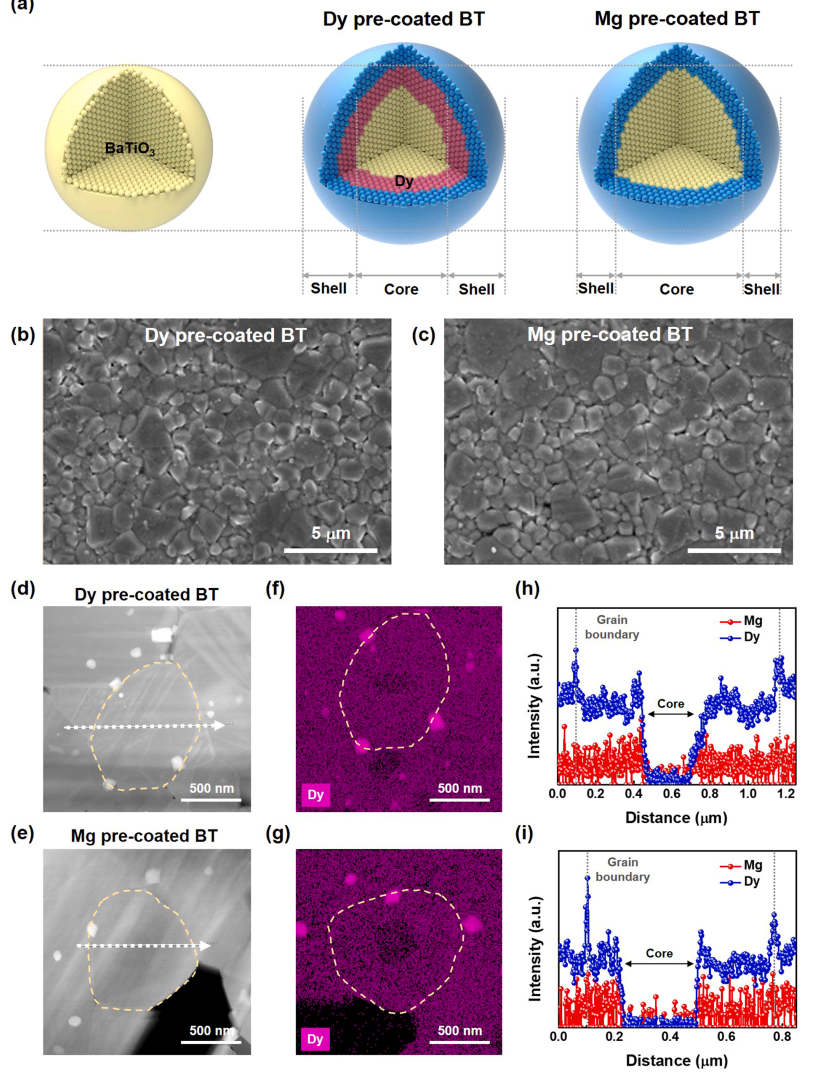 (a)
Dy pre-coated BT
Mg pre-coated BT
BaTiO3
Dy
Shell
Core
Shell
Shell
Core
Shell
(b)
Dy pre-coated BT
5 μm
(c)
Mg pre-coated BT
5 μm
(d)
Dy pre-coated BT
500 nm
(f)
Dy
500 nm
(h)
Grain
boundary
Mg
Dy
Core
Intensity (a.u.)
0.0 0.2 0.4 0.6 0.8 1.0 1.2
Distance (μm)
(e)
Mg pre-coated BT
500 nm
(g)
Dy
500 nm
(i)
Grain
boundary
Mg
Dy
Core
Intensity (a.u.)
0.0 0.2 0.4 0.6 0.8
Distance (μm)